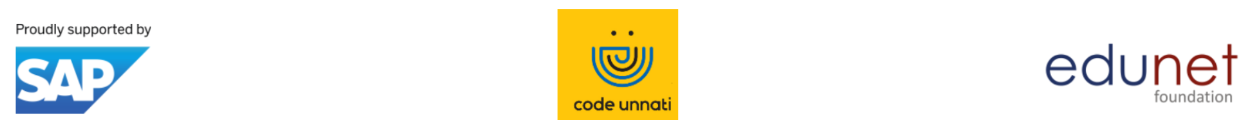 Proudly supported by
SAP
code unnati
edunet
foundation